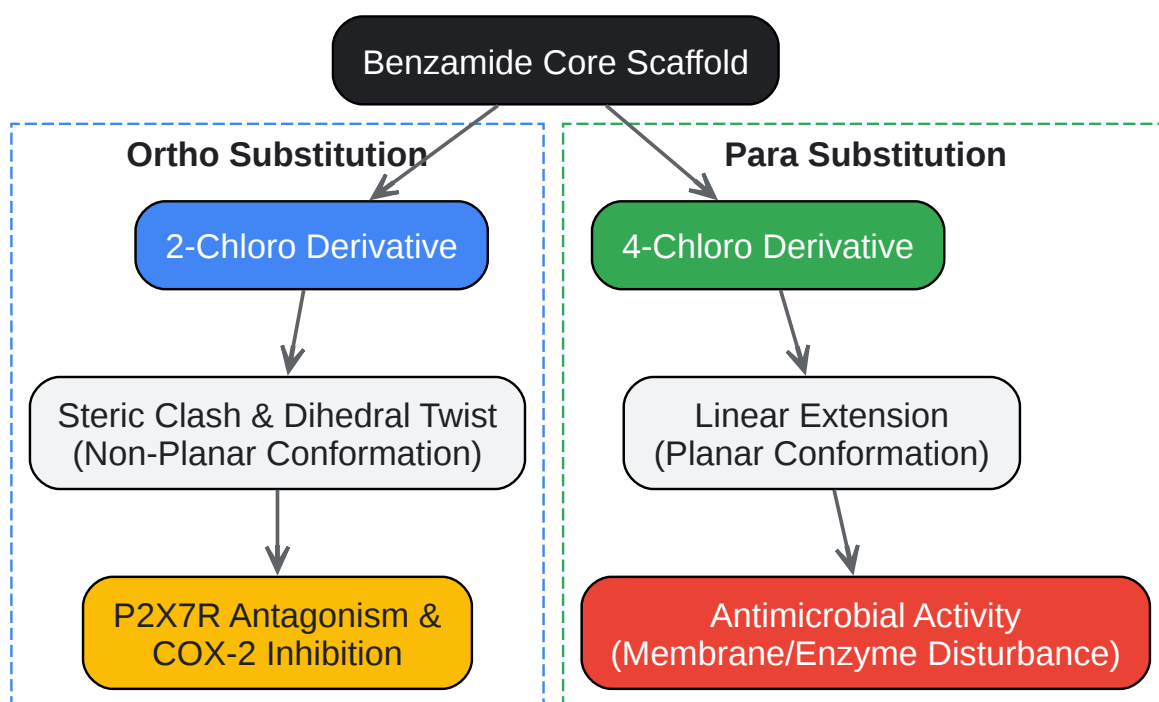 Benzamide Core Scaffold
Ortho Substitution
2-Chloro Derivative
Steric Clash & Dihedral Twist
(Non-Planar Conformation)
P2X7R Antagonism &
COX-2 Inhibition
Para Substitution
4-Chloro Derivative
Linear Extension
(Planar Conformation)
Antimicrobial Activity
(Membrane/Enzyme Disturbance)